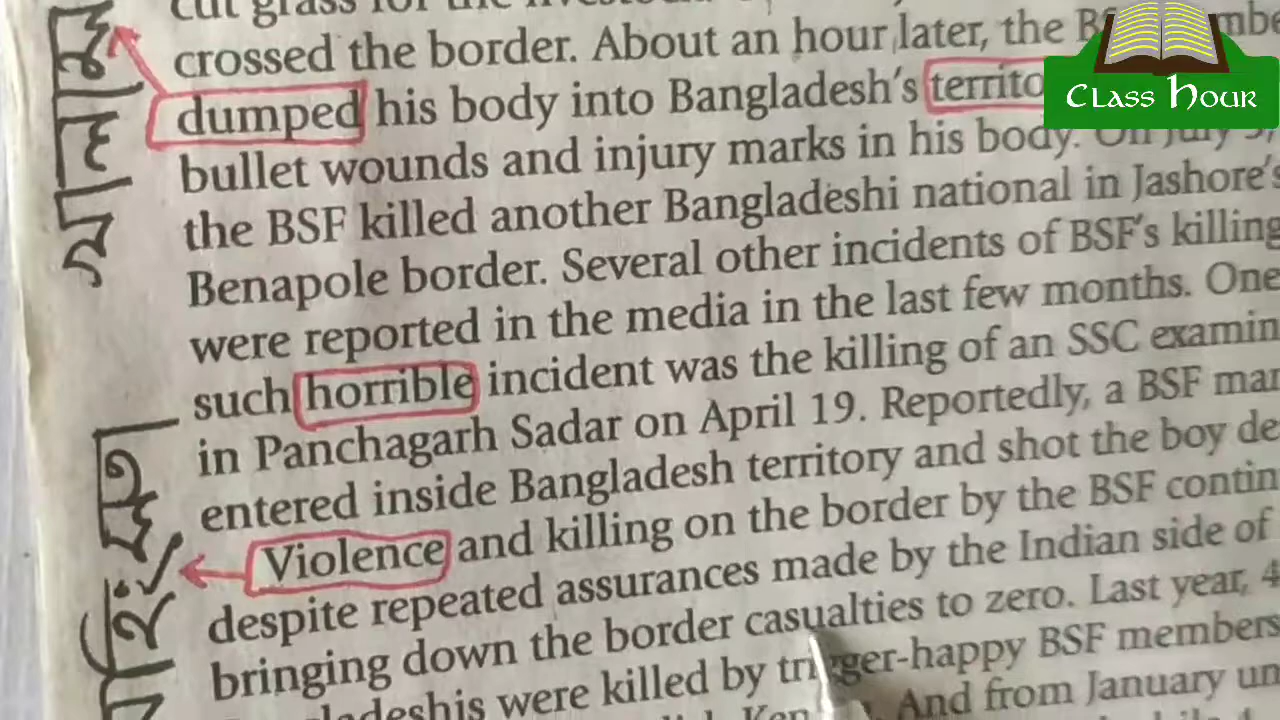 crossed the border. About an hour later, the
dumped his body into Bangladesh's
bullet wounds and injury marks in his body. On July
the BSF killed another Bangladeshi national in Jashore's
Benapole border. Several other incidents of BSF's killing
were reported in the media in the last few months. One
such horrible incident was the killing of an SSC
in Panchagarh Sadar on April 19. Reportedly, a BSF
entered inside Bangladesh territory and shot the boy
Violence and killing on the border by the BSF
despite repeated assurances made by the Indian side of
bringing down the border casualties to zero. Last year,
were killed by trigger-happy BSF members
And from January
Class Hour